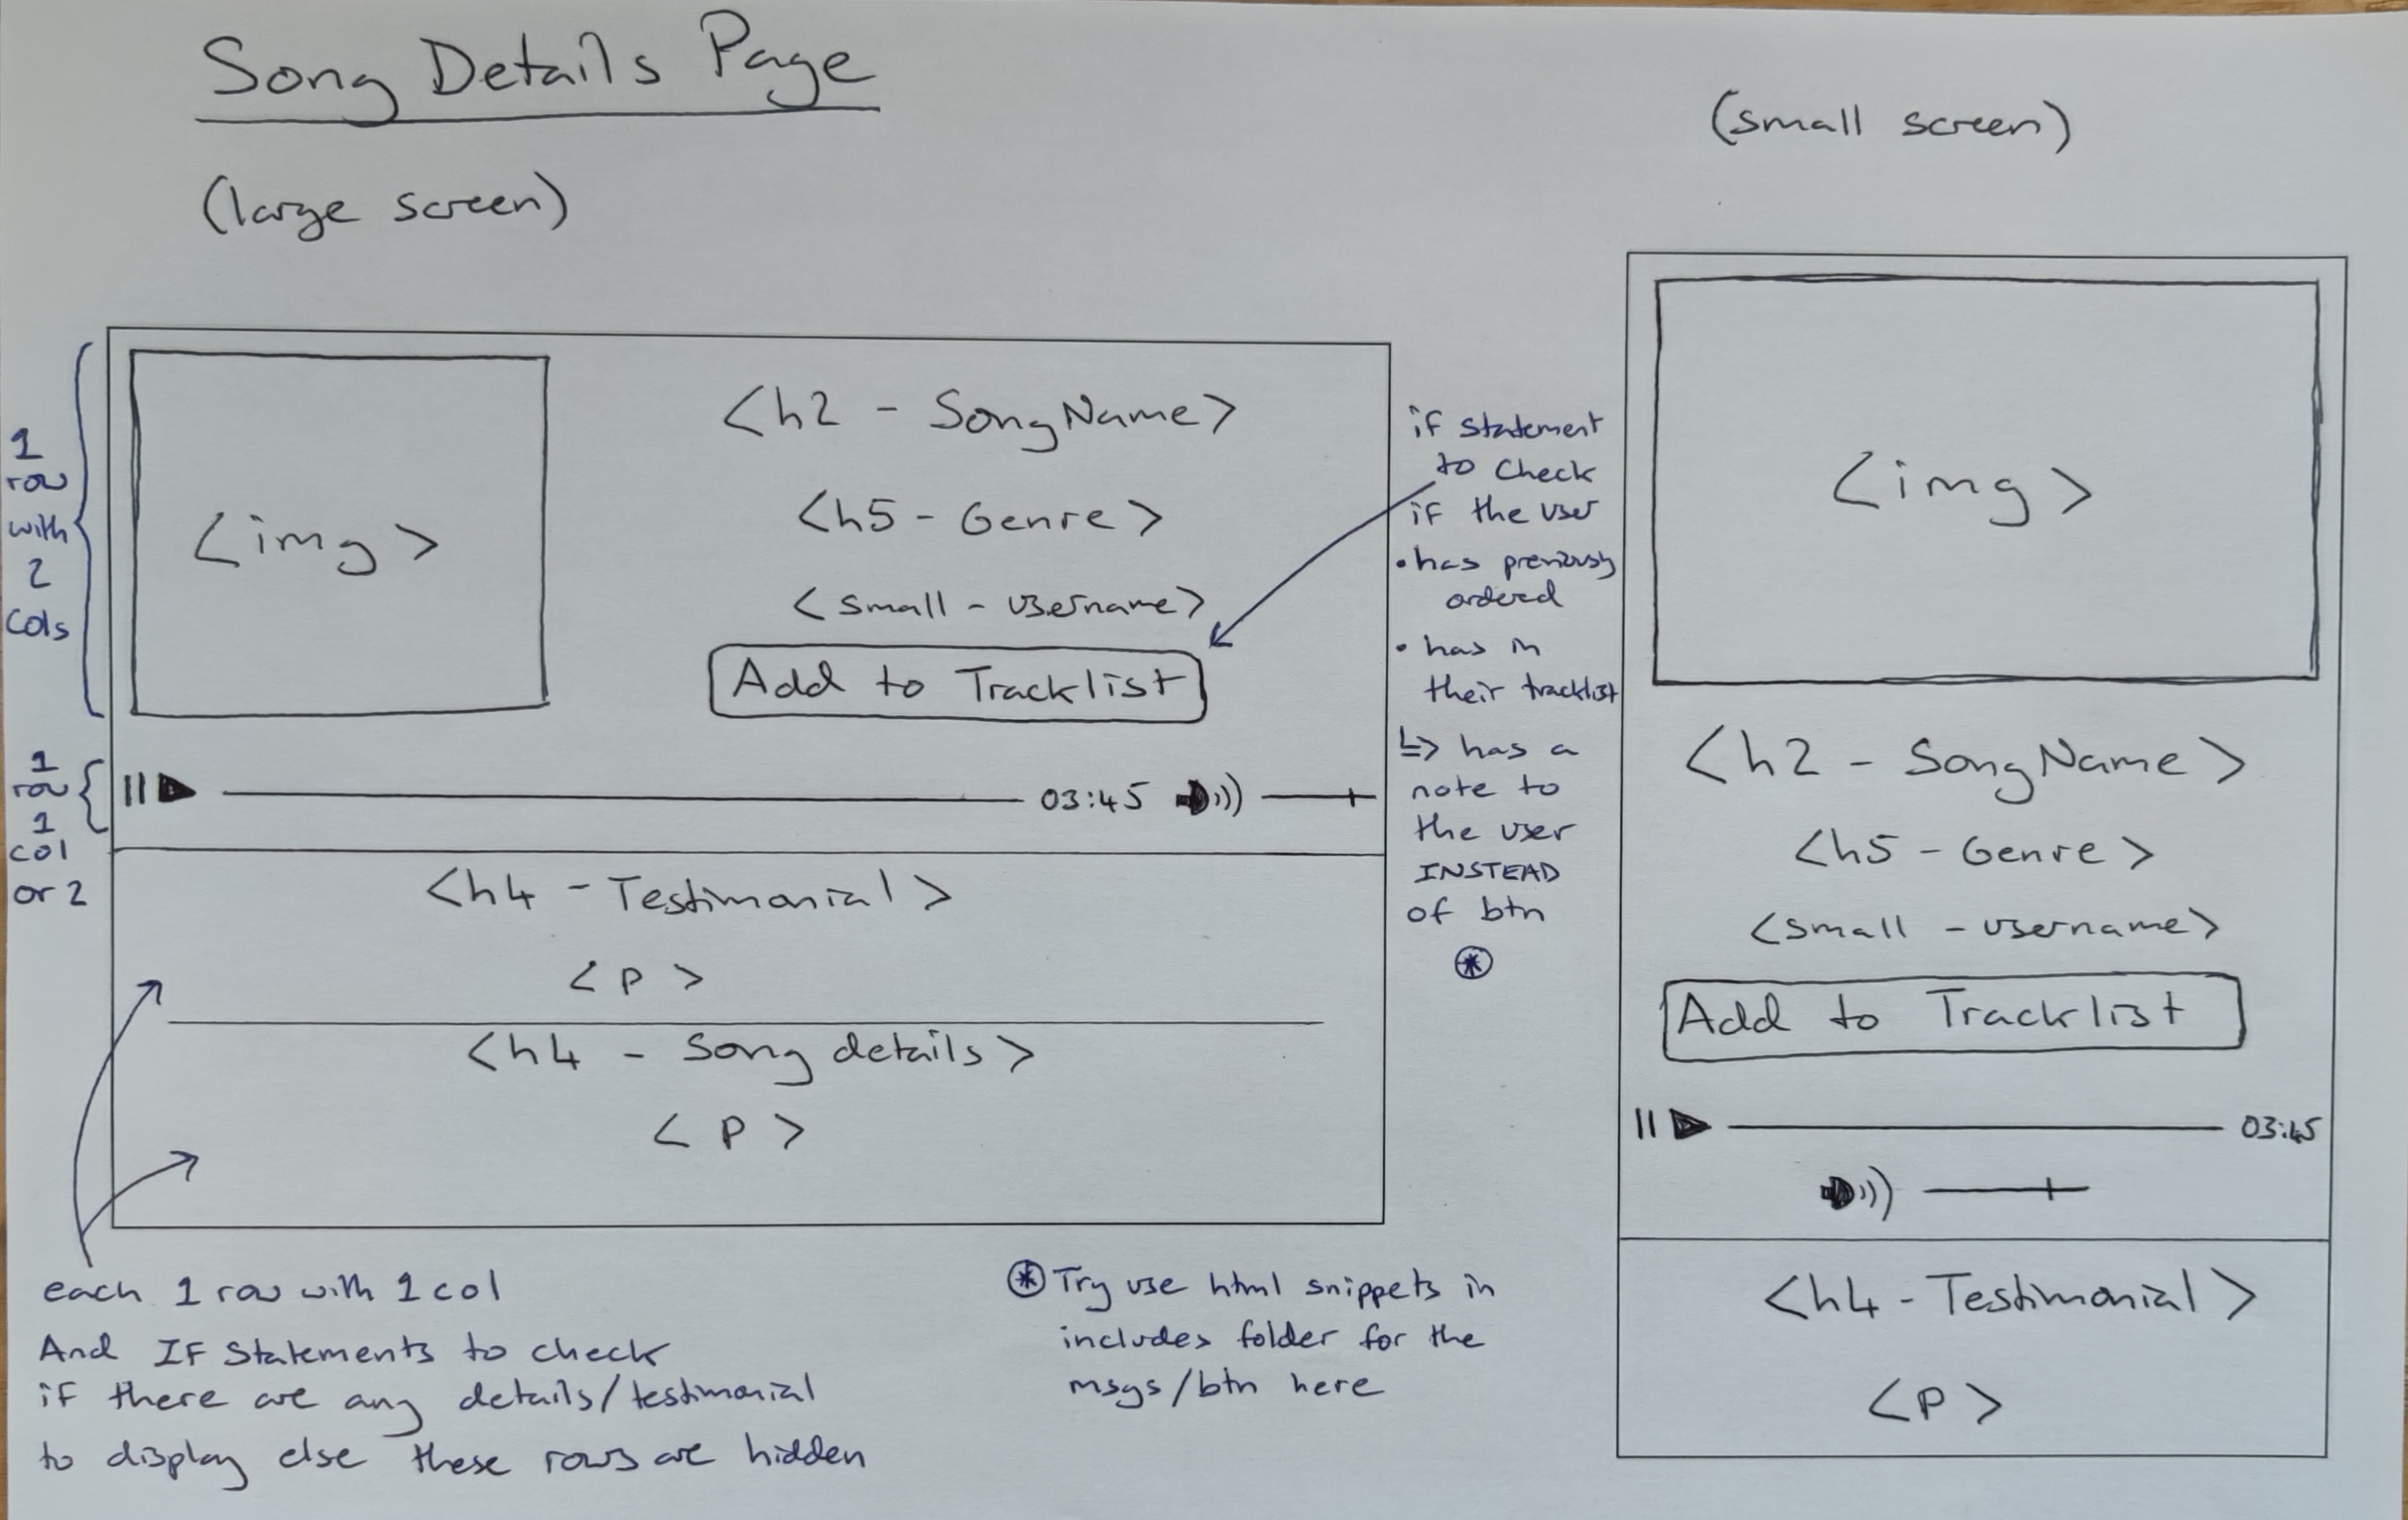 Song Details Page
(large screen)
(small screen)
1
row
with
2
cols
<img>
<h2 - SongName>
<h5 - Genre>
<small - username>
Add to Tracklist
if statement
to check
if the user
• has previously
ordered
• has in
their tracklist
↳> has a
note to
the user
INSTEAD
of btn
*
1
row
1
col
or 2
03:45
<h4 - Testimonial>
<p>
<h4 - Song details>
<p>
each 1 row with 1 col
And IF Statements to check
if there are any details/testimonial
to display else these rows are hidden
* Try use html snippets in
includes folder for the
msgs/btn here
<img>
<h2 - SongName>
<h5 - Genre>
<small - username>
Add to Tracklist
03:45
<h4 - Testimonial>
<p>